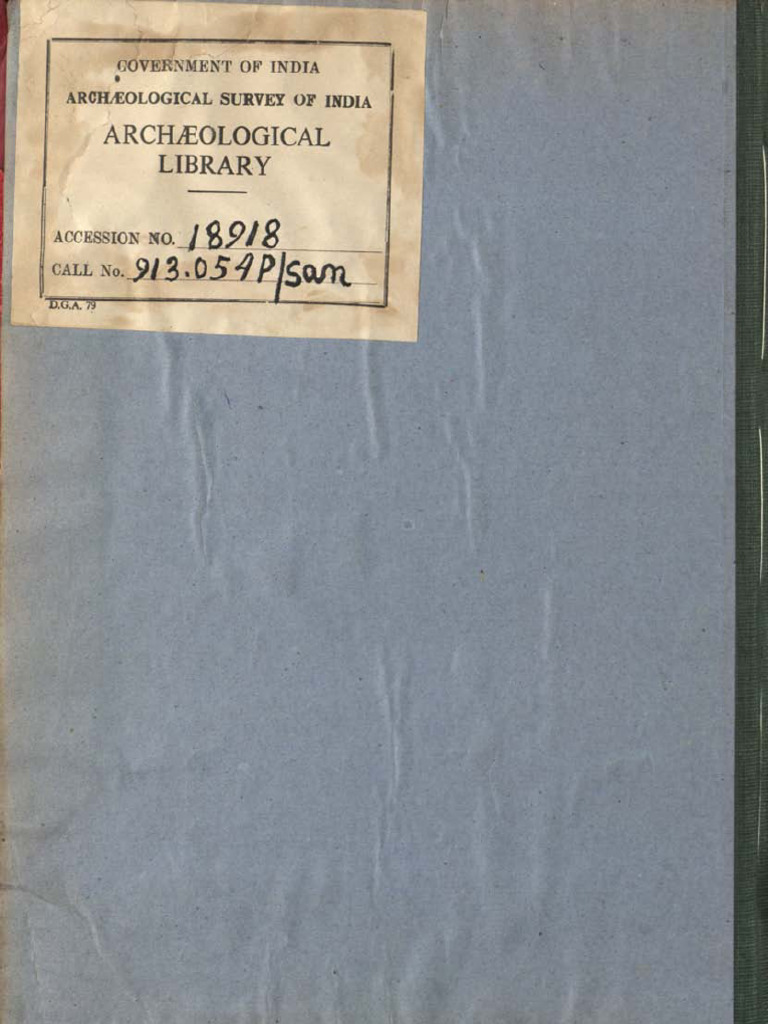 GOVERNMENT OF INDIA
ARCHÆOLOGICAL SURVEY OF INDIA
ARCHÆOLOGICAL
LIBRARY
ACCESSION NO. 18918
CALL No. 913.054P/San
D.G.A. 79